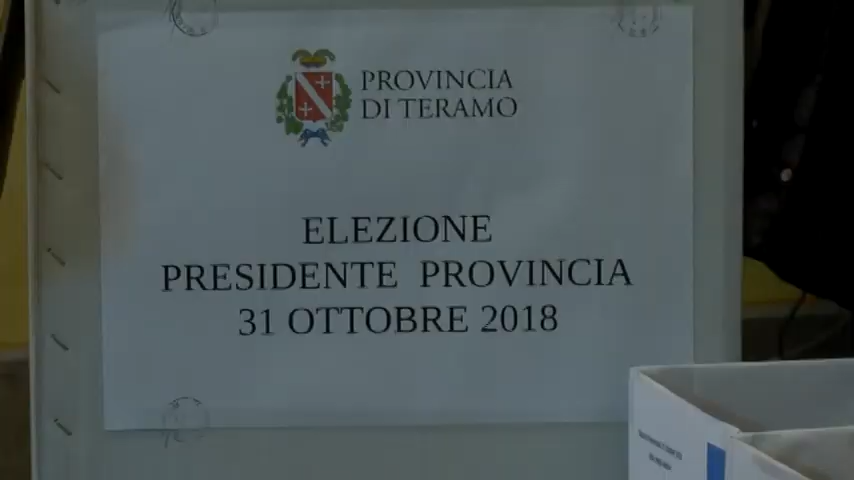 PROVINCIA
DI TERAMO
ELEZIONE
PRESIDENTE PROVINCIA
31 OTTOBRE 2018